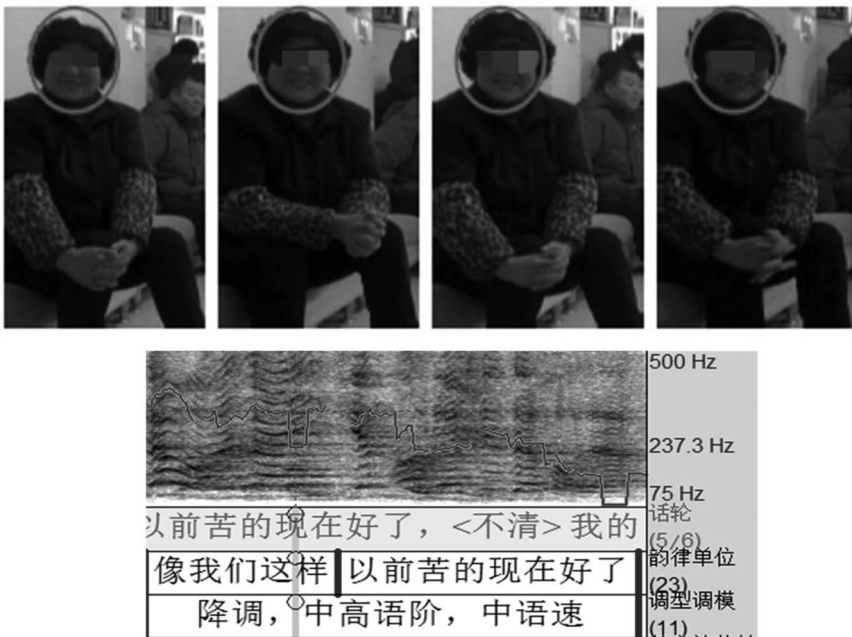 500 Hz
237.3 Hz
75 Hz
以前苦的现在好了，<不清> 我的
话轮
(5/6)
像我们这样
以前苦的现在好了
韵律单位
(23)
降调，中高语阶，中语速
调型调模
(11)